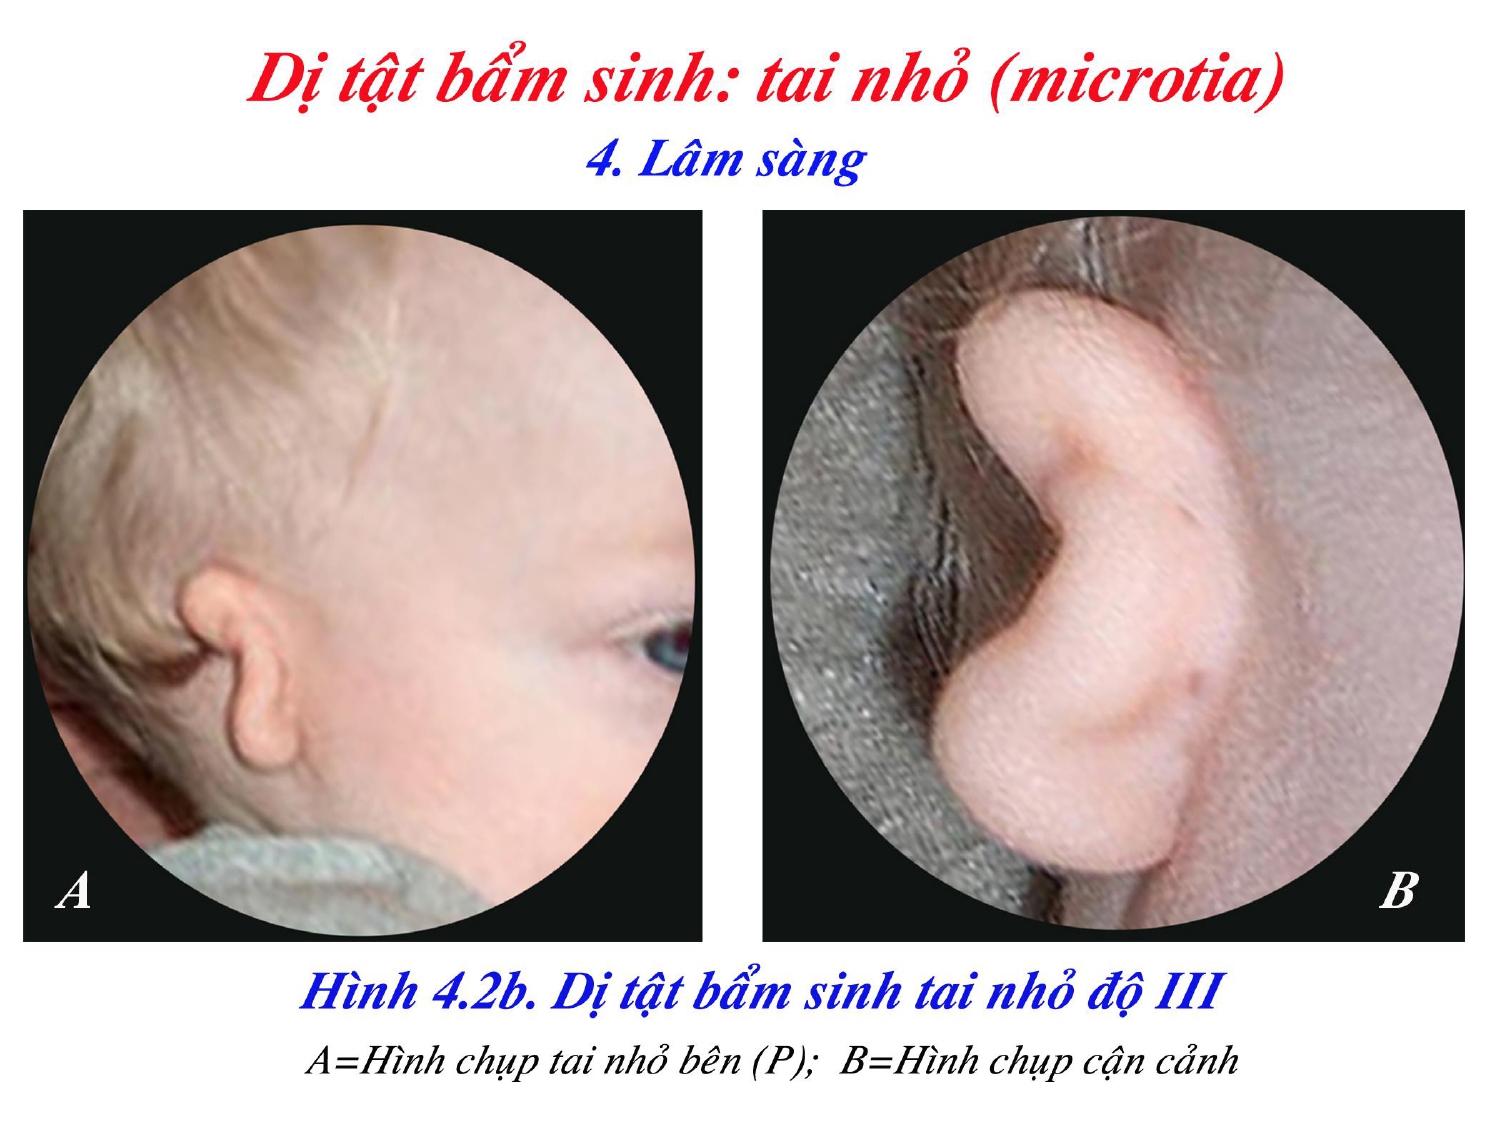 Dị tật bẩm sinh: tai nhỏ (microtia)
4. Lâm sàng
A
B
Hình 4.2b. Dị tật bẩm sinh tai nhỏ độ III
A=Hình chụp tai nhỏ bên (P); B=Hình chụp cận cảnh